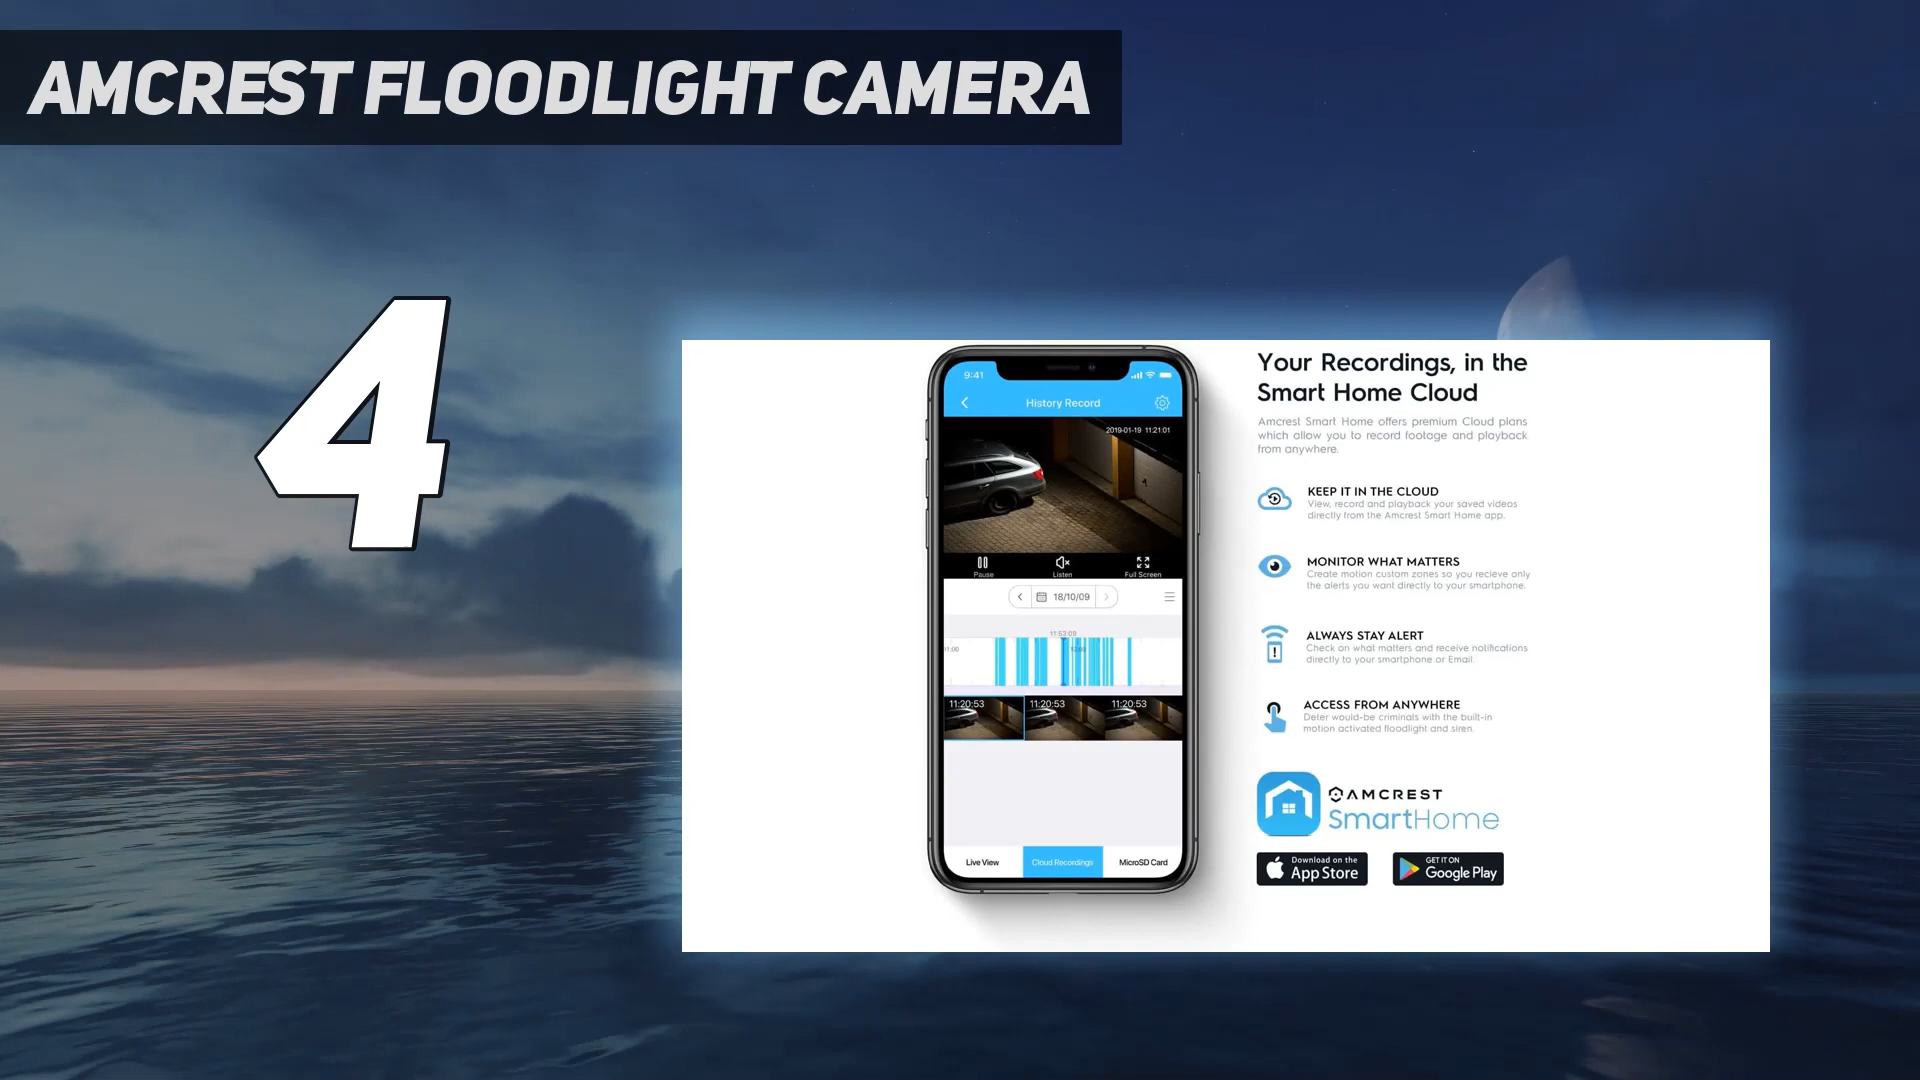 AMCREST FLOODLIGHT CAMERA
4
9:41
History Record
2019-01-19 11:21:01
Pause
Listen
Full Screen
18/10/09
11:53:09
11:20:53
11:20:53
11:20:53
Live View
Cloud Recordings
MicroSD Card
Your Recordings, in the
Smart Home Cloud
Amcrest Smart Home offers premium Cloud plans
which allow you to record footage and playback
from anywhere.
KEEP IT IN THE CLOUD
View, record and playback your saved videos
directly from the Amcrest Smart Home app.
MONITOR WHAT MATTERS
Create motion custom zones so you recieve only
the alerts you want directly to your smartphone.
ALWAYS STAY ALERT
Check on what matters and receive notifications
directly to your smartphone or Email.
ACCESS FROM ANYWHERE
Deter would-be criminals with the built-in
motion activated floodlight and siren.
AMCREST
SmartHome
Download on the
App Store
GET IT ON
Google Play